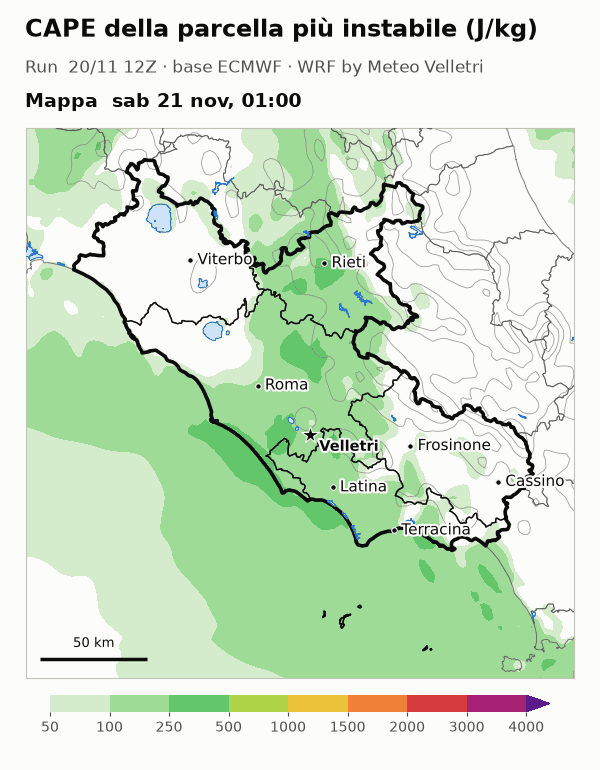 CAPE della parcella più instabile (J/kg)
Run  20/11 12Z · base ECMWF · WRF by Meteo Velletri
Mappa  sab 21 nov, 01:00
Viterbo
Rieti
Roma
Velletri
Frosinone
Cassino
Latina
Terracina
50 km
50 100 250 500 1000 1500 2000 3000 4000